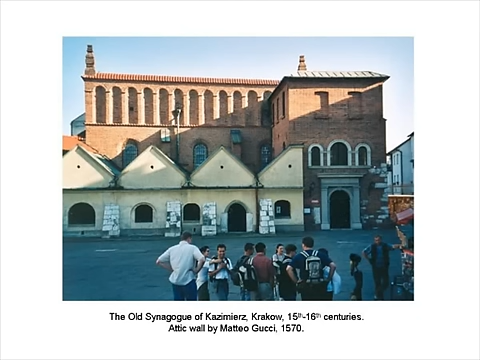 The Old Synagogue of Kazimierz, Krakow, 15th-16th centuries.
Attic wall by Matteo Gucci, 1570.